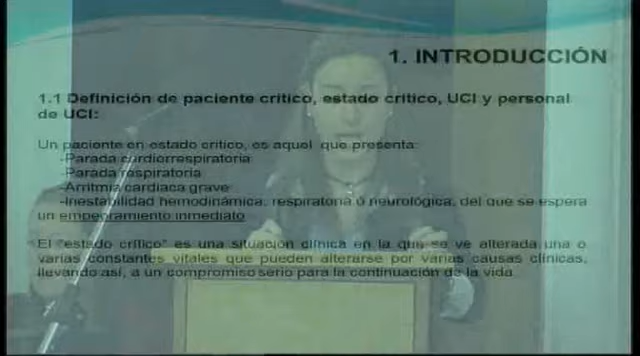 1. INTRODUCCIÓN
1.1 Definición de paciente crítico, estado crítico, UCI y personal
de UCI:
Un paciente en estado crítico, es aquel que presenta:
-Parada cardiorrespiratoria
-Parada respiratoria
-Arritmia cardiaca grave
-Inestabilidad hemodinámica, respiratoria ó neurológica, del que se espera
un empeoramiento inmediato
El "estado crítico" es una situación clínica en la que se ve alterada una o
varias constantes vitales que pueden alterarse por varias causas clínicas,
llevando así, a un compromiso serio para la continuación de la vida